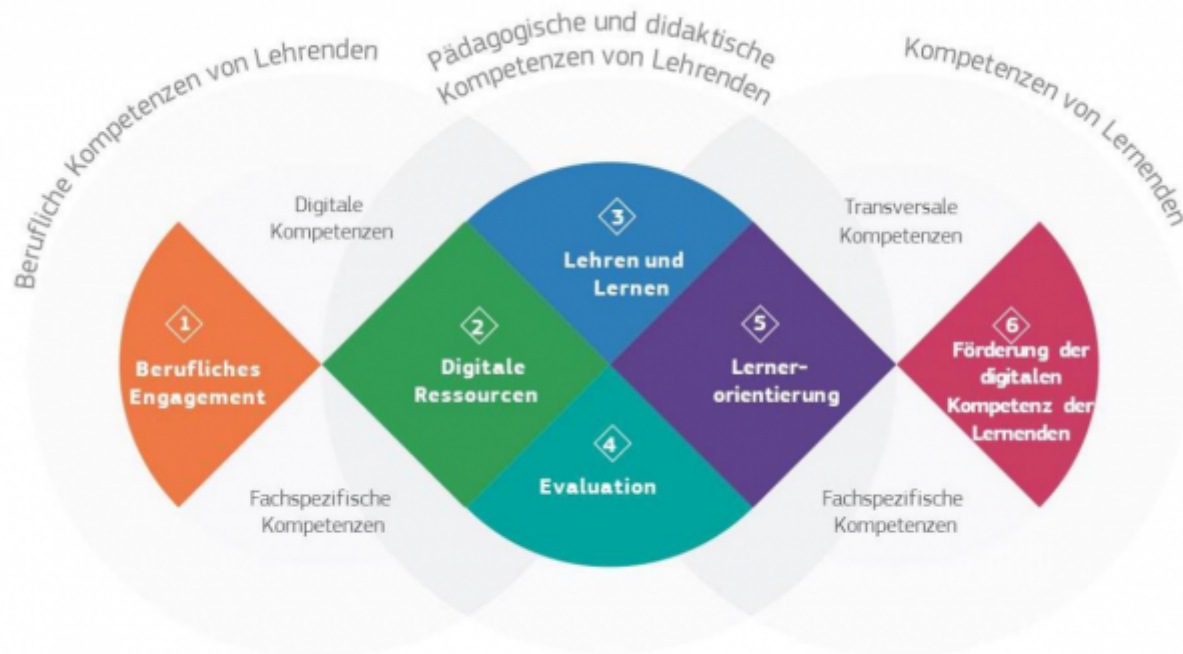 Berufliche Kompetenzen von Lehrenden
Pädagogische und didaktische
Kompetenzen von Lehrenden
Kompetenzen von Lernenden
Digitale
Kompetenzen
Transversale
Kompetenzen
1
Berufliches
Engagement
2
Digitale
Ressourcen
3
Lehren und
Lernen
4
Evaluation
5
Lerner-
orientierung
6
Förderung der
digitalen
Kompetenz der
Lernenden
Fachspezifische
Kompetenzen
Fachspezifische
Kompetenzen